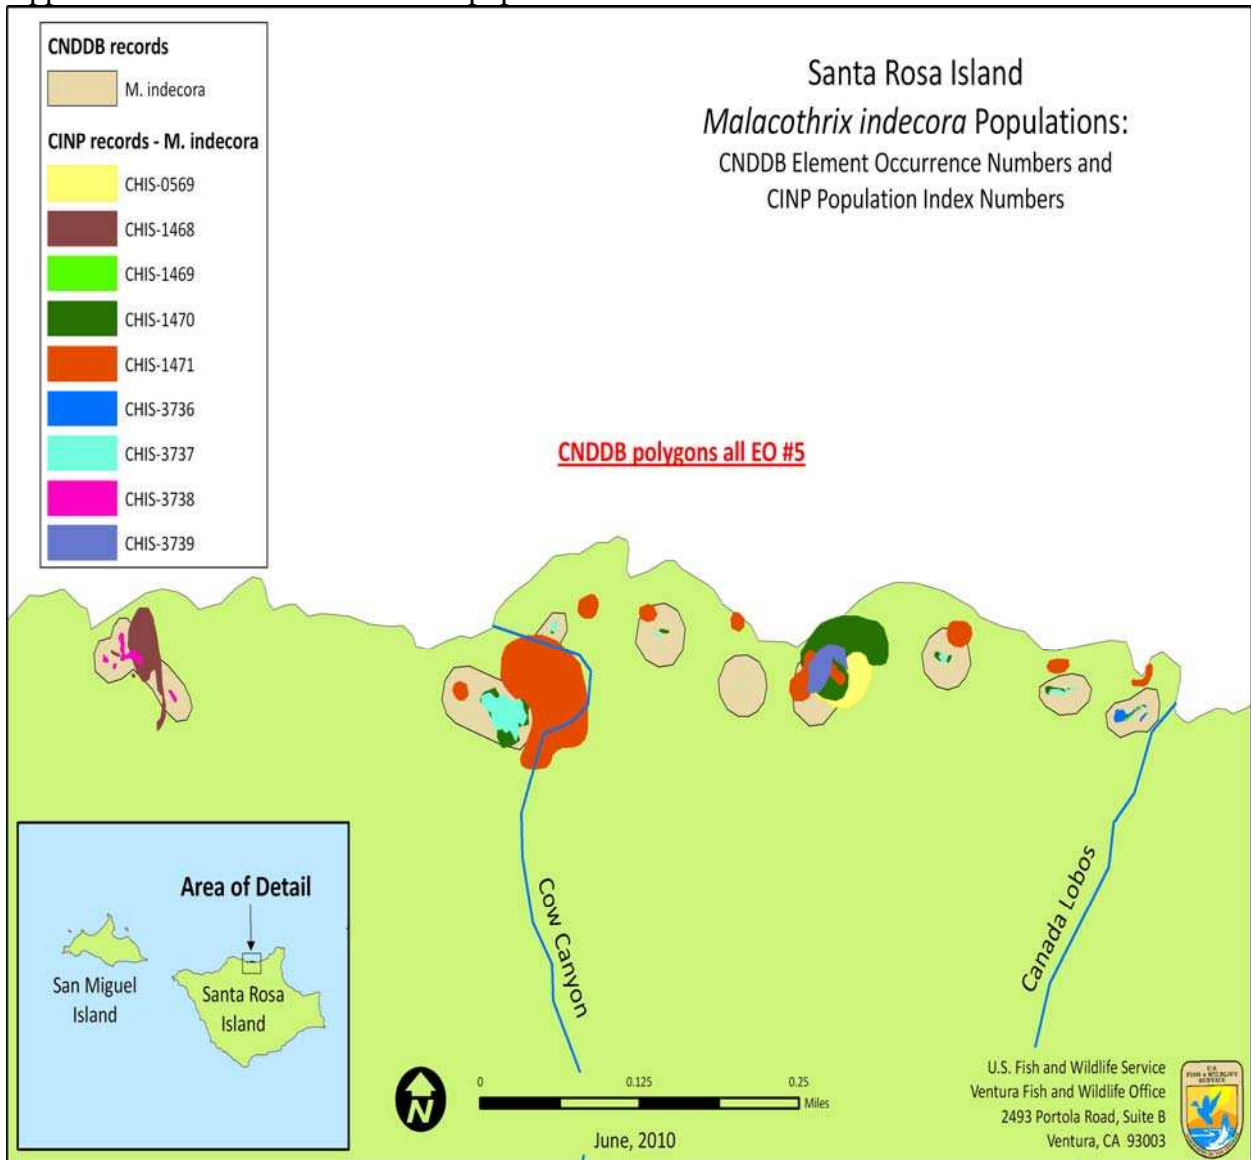 CNDDB records
M. indecora
CINP records - M. indecora
CHIS-0569
CHIS-1468
CHIS-1469
CHIS-1470
CHIS-1471
CHIS-3736
CHIS-3737
CHIS-3738
CHIS-3739
Santa Rosa Island
Malacothrix indecora Populations:
CNDDB Element Occurrence Numbers and
CINP Population Index Numbers
CNDDB polygons all EO #5
Cow Canyon
Canada Lobos
Area of Detail
San Miguel
Island
Santa Rosa
Island
N
0 0.125 0.25
Miles
June, 2010
U.S. Fish and Wildlife Service
Ventura Fish and Wildlife Office
2493 Portola Road, Suite B
Ventura, CA 93003
U.S.
FISH & WILDLIFE
SERVICE